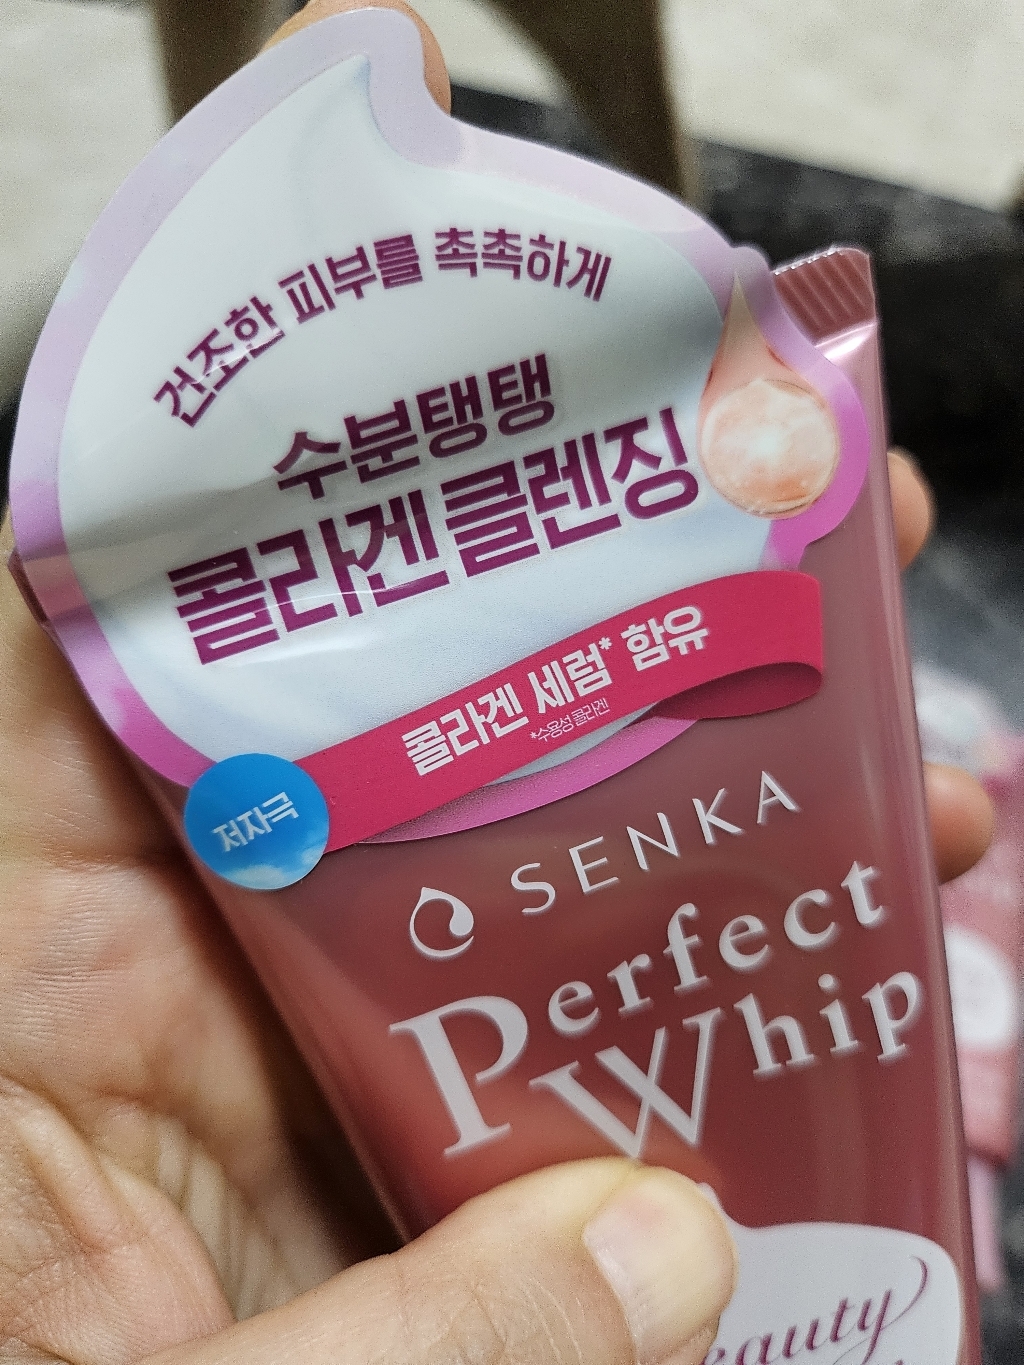 건조한 피부를 촉촉하게
수분탱탱
콜라겐 클렌징
콜라겐 세럼* 함유
*수용성 콜라겐
저자극
SENKA
Perfect
Whip